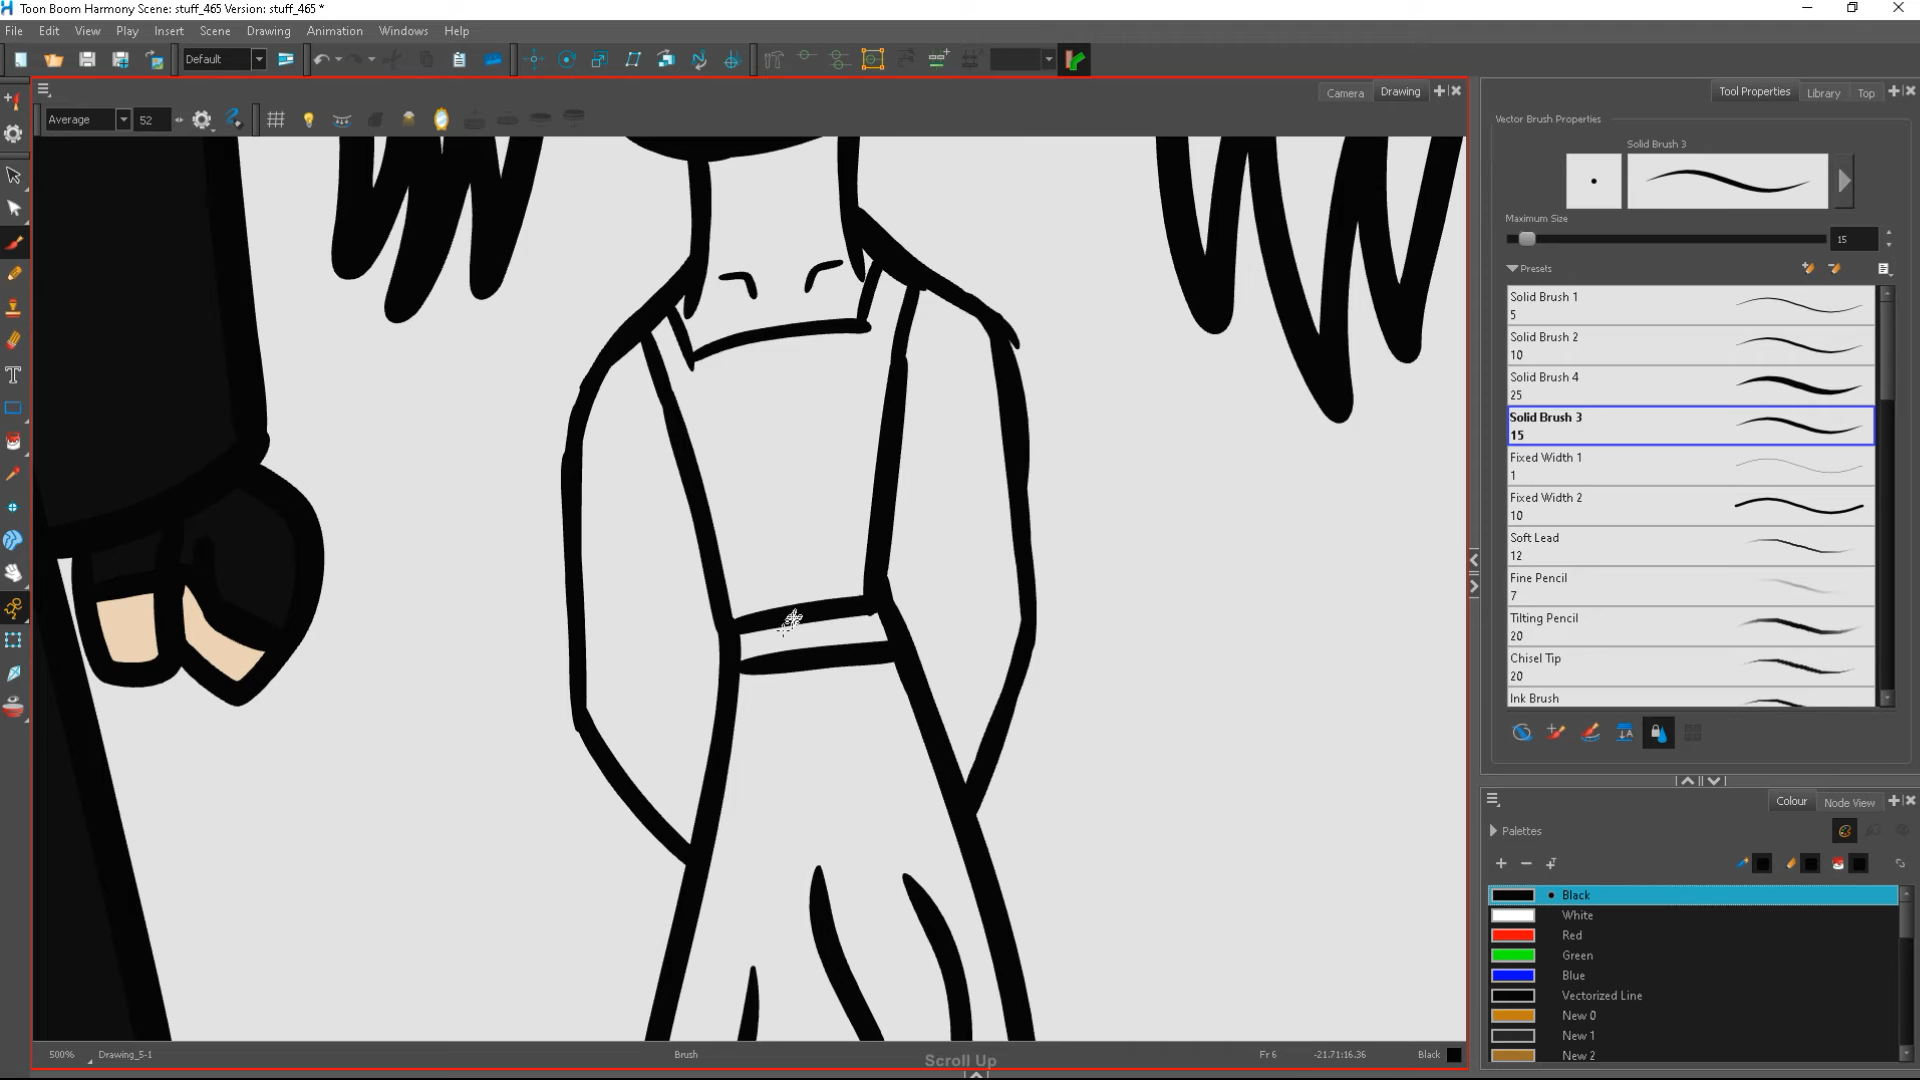 Toon Boom Harmony Scene: stuff_465 Version: stuff_465 *
File Edit View Play Insert Scene Drawing Animation Windows Help
Default
Camera Drawing
Average 52
Tool Properties Library Top
Vector Brush Properties
Solid Brush 3
Maximum Size
15
Presets
Solid Brush 1
5
Solid Brush 2
10
Solid Brush 4
25
Solid Brush 3
15
Fixed Width 1
1
Fixed Width 2
10
Soft Lead
12
Fine Pencil
7
Tilting Pencil
20
Chisel Tip
20
Ink Brush
Colour Node View
Palettes
Black
White
Red
Green
Blue
Vectorized Line
New 0
New 1
New 2
500% Drawing_5-1 Brush Scroll Up Fr 6 -21.71:16.36 Black